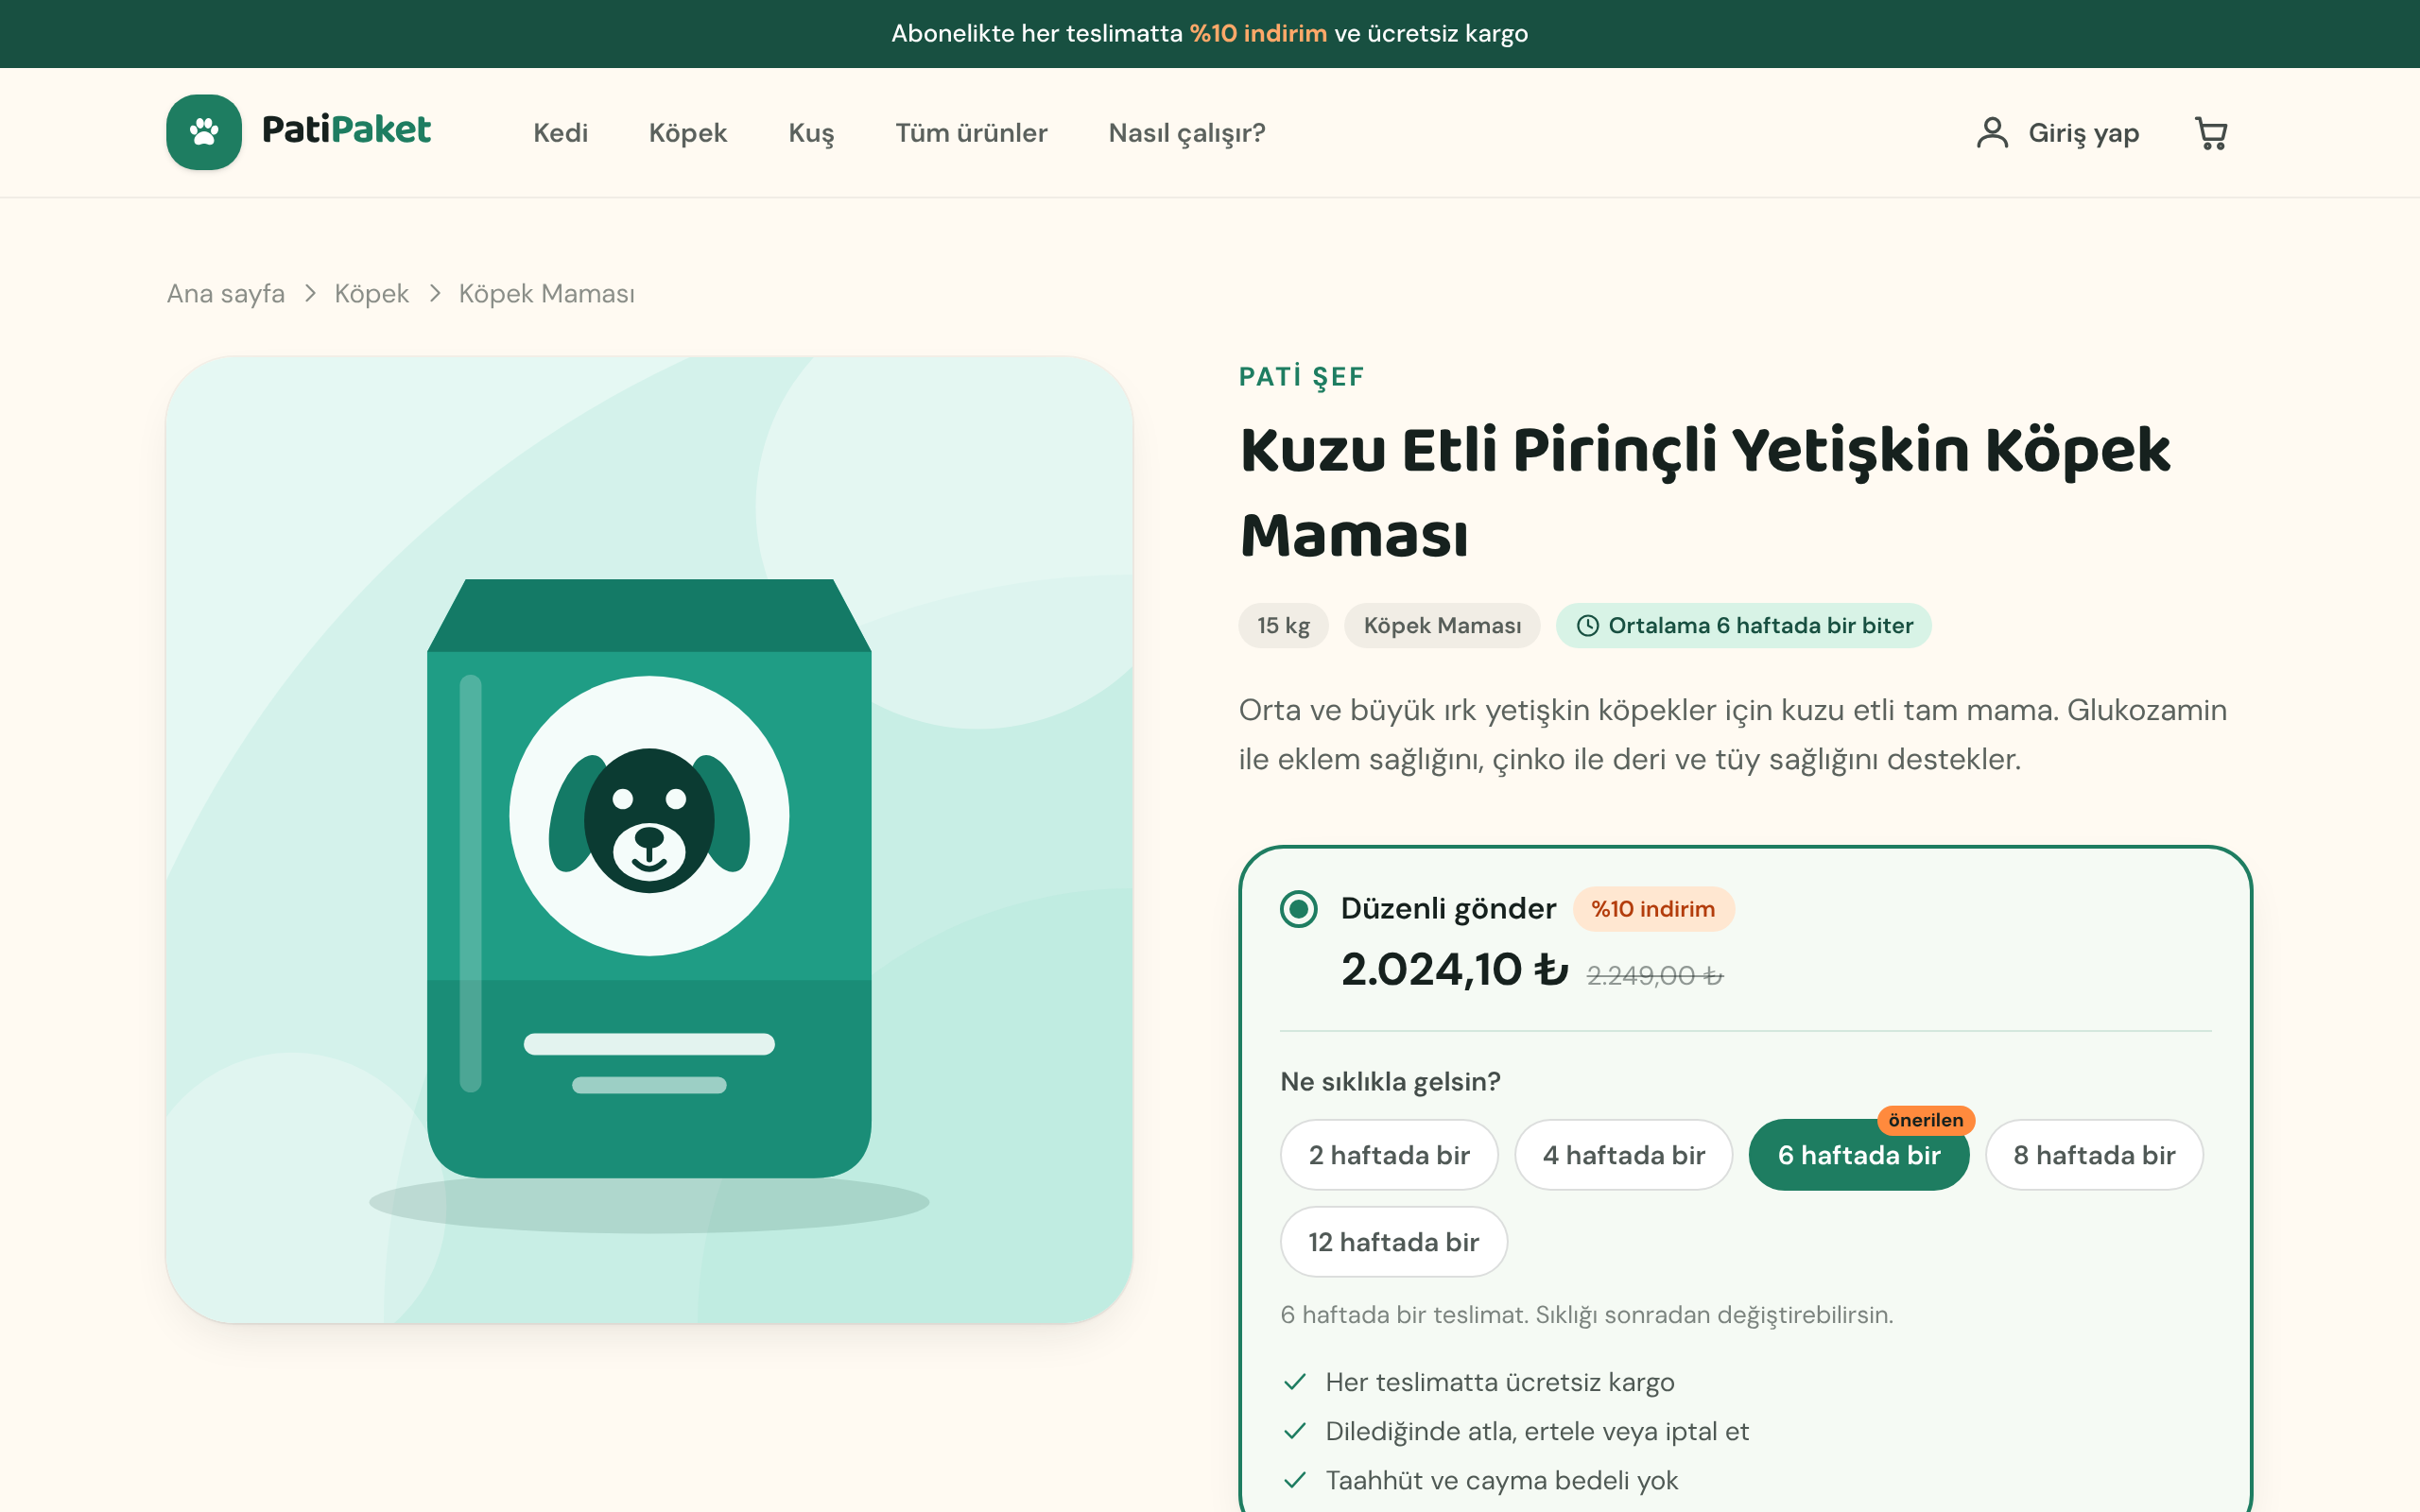 Abonelikte her teslimatta %10 indirim ve ücretsiz kargo
PatiPaket
Kedi
Köpek
Kuş
Tüm ürünler
Nasıl çalışır?
Giriş yap
Ana sayfa > Köpek > Köpek Maması
PATİ ŞEF
Kuzu Etli Pirinçli Yetişkin Köpek
Maması
15 kg
Köpek Maması
Ortalama 6 haftada bir biter
Orta ve büyük ırk yetişkin köpekler için kuzu etli tam mama. Glukozamin
ile eklem sağlığını, çinko ile deri ve tüy sağlığını destekler.
Düzenli gönder
%10 indirim
2.024,10 ₺ 2.249,00 ₺
Ne sıklıkla gelsin?
önerilen
2 haftada bir
4 haftada bir
6 haftada bir
8 haftada bir
12 haftada bir
6 haftada bir teslimat. Sıklığı sonradan değiştirebilirsin.
Her teslimatta ücretsiz kargo
Dilediğinde atla, ertele veya iptal et
Taahhüt ve cayma bedeli yok